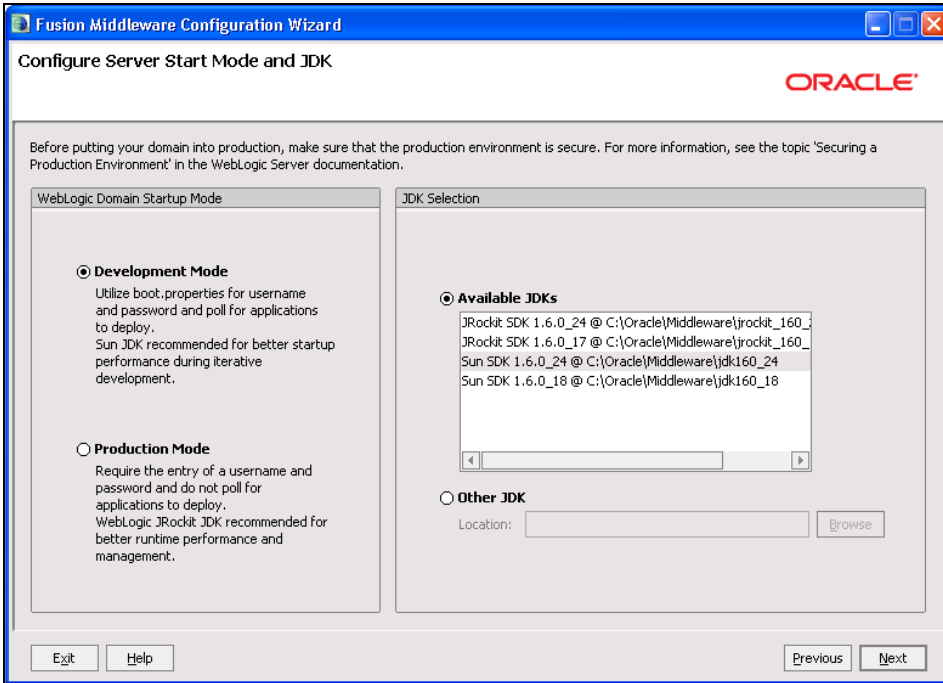 Fusion Middleware Configuration Wizard
Configure Server Start Mode and JDK
ORACLE
Before putting your domain into production, make sure that the production environment is secure. For more information, see the topic 'Securing a
Production Environment' in the WebLogic Server documentation.
WebLogic Domain Startup Mode
Development Mode
Utilize boot.properties for username
and password and poll for applications
to deploy.
Sun JDK recommended for better startup
performance during iterative
development.
Production Mode
Require the entry of a username and
password and do not poll for
applications to deploy.
WebLogic JRockit JDK recommended for
better runtime performance and
management.
JDK Selection
Available JDKs
JRockit SDK 1.6.0_24 @ C:\Oracle\Middleware\jrockit_160_
JRockit SDK 1.6.0_17 @ C:\Oracle\Middleware\jrockit_160_
Sun SDK 1.6.0_24 @ C:\Oracle\Middleware\jdk160_24
Sun SDK 1.6.0_18 @ C:\Oracle\Middleware\jdk160_18
Other JDK
Location:
Browse
Exit
Help
Previous
Next